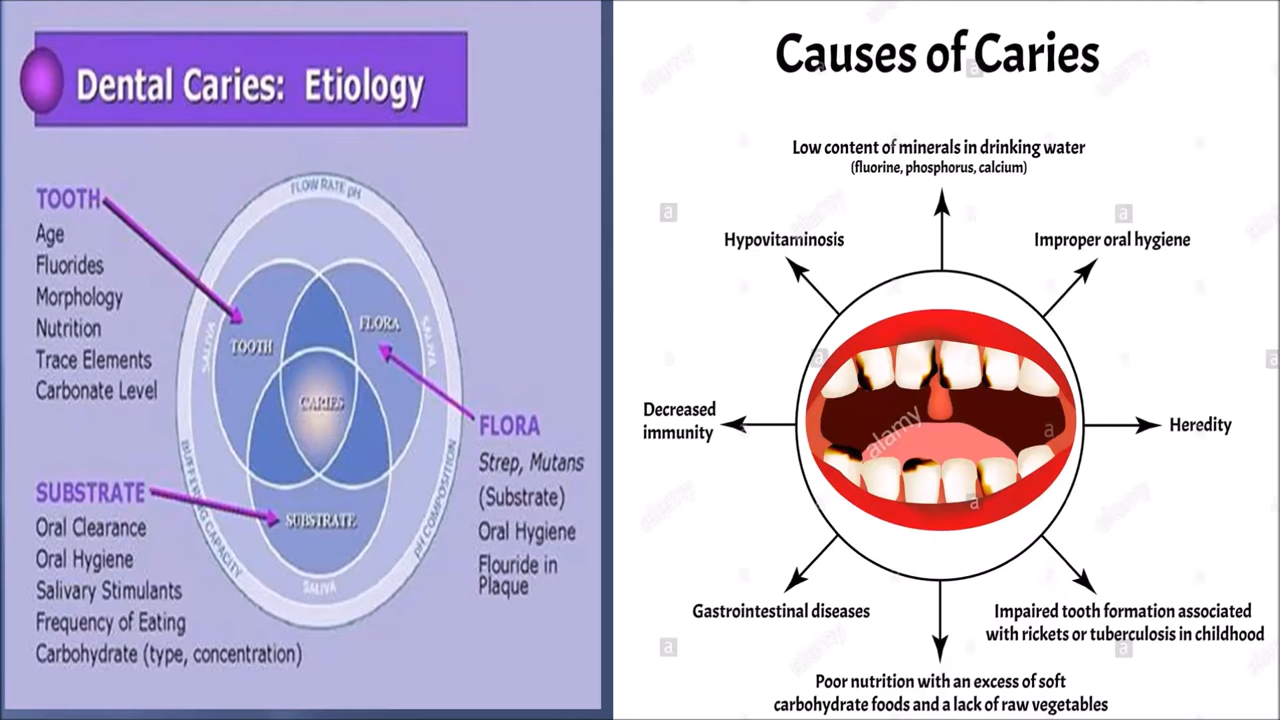 Dental Caries: Etiology
TOOTH
Age
Fluorides
Morphology
Nutrition
Trace Elements
Carbonate Level
SUBSTRATE
Oral Clearance
Oral Hygiene
Salivary Stimulants
Frequency of Eating
Carbohydrate (type, concentration)
FLOW RATE pH
SALIVA
SALIVA
TOOTH
FLORA
CARIES
SUBSTRATE
BUFFERING CAPACITY
pH COMPOSITION
SALIVA
FLORA
Strep, Mutans
(Substrate)
Oral Hygiene
Flouride in
Plaque
Causes of Caries
Low content of minerals in drinking water
(fluorine, phosphorus, calcium)
Hypovitaminosis
Improper oral hygiene
Decreased
immunity
Heredity
Gastrointestinal diseases
Impaired tooth formation associated
with rickets or tuberculosis in childhood
Poor nutrition with an excess of soft
carbohydrate foods and a lack of raw vegetables
alamy
a